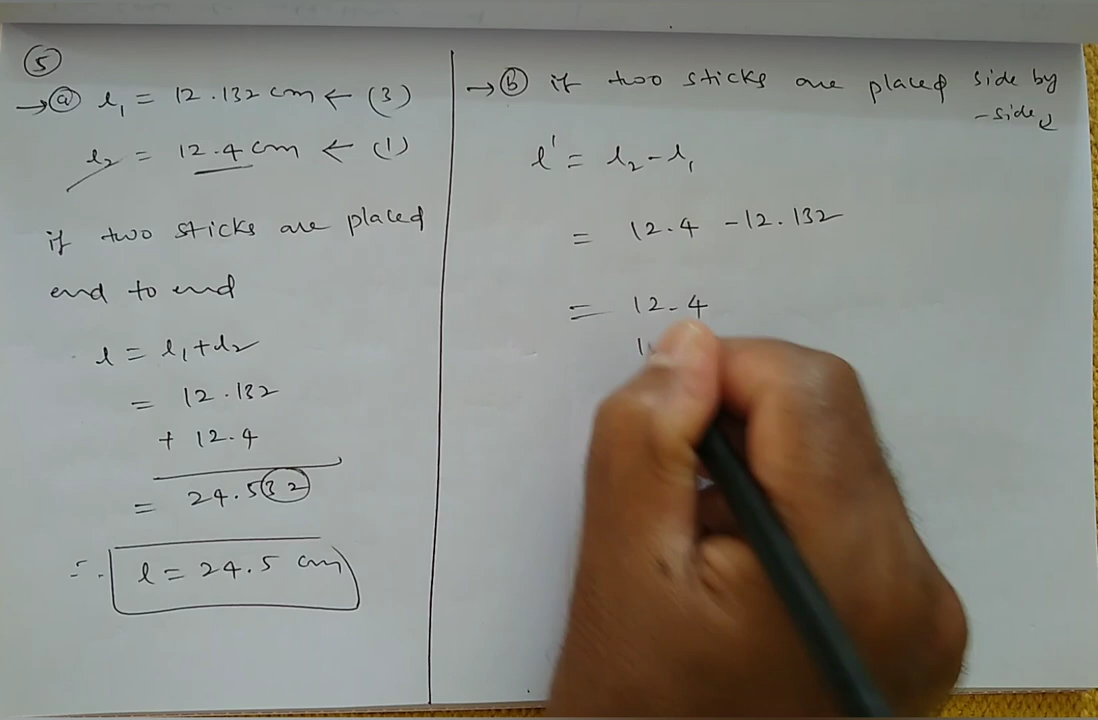 ⑤
→ⓐ l₁ = 12.132 cm ← (3)
l₂ = 12.4 cm ← (1)
if two sticks are placed
end to end
l = l₁+l₂
= 12.132
+ 12.4
= 24.532
∴ l = 24.5 cm
→ⓑ if two sticks are placed side by
-side
l' = l₂-l₁
= 12.4 -12.132
= 12.4
1